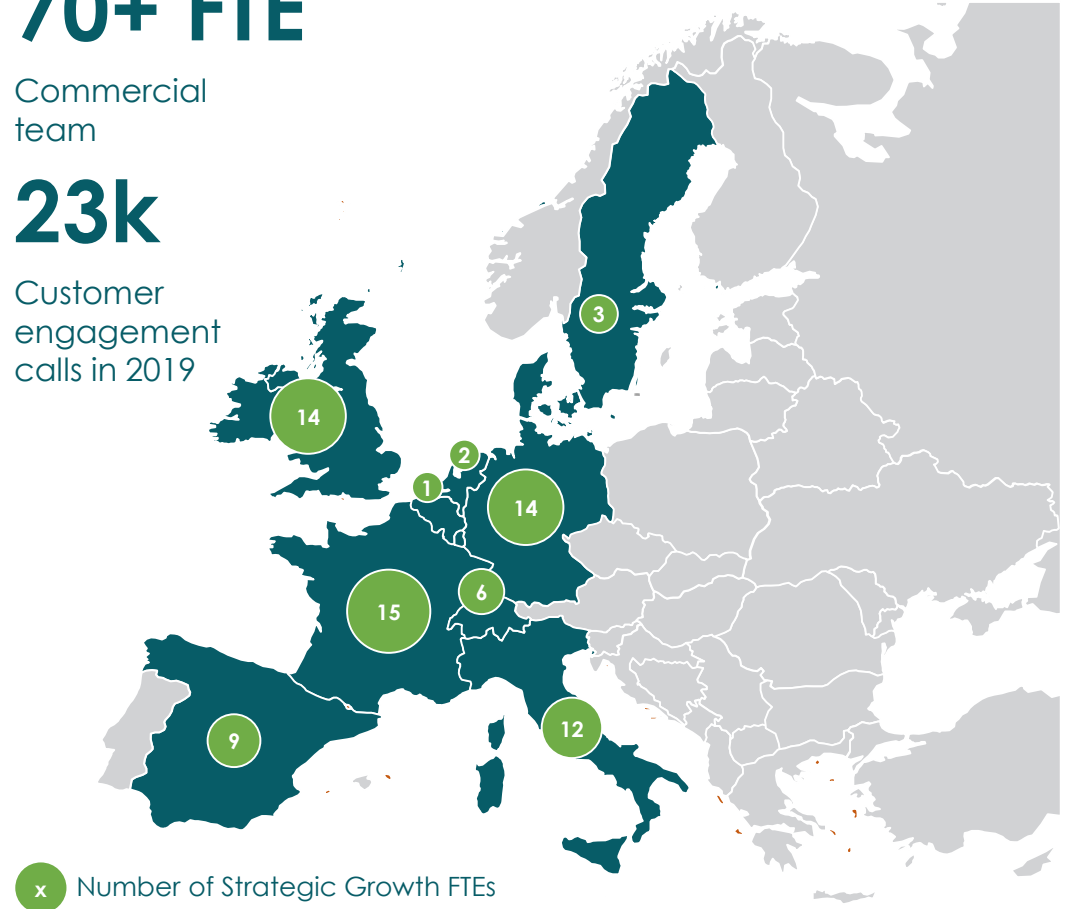 70+ FTE
Commercial
team
23k
Customer
engagement
calls in 2019
3
14
2
1
14
6
15
12
9
x Number of Strategic Growth FTEs